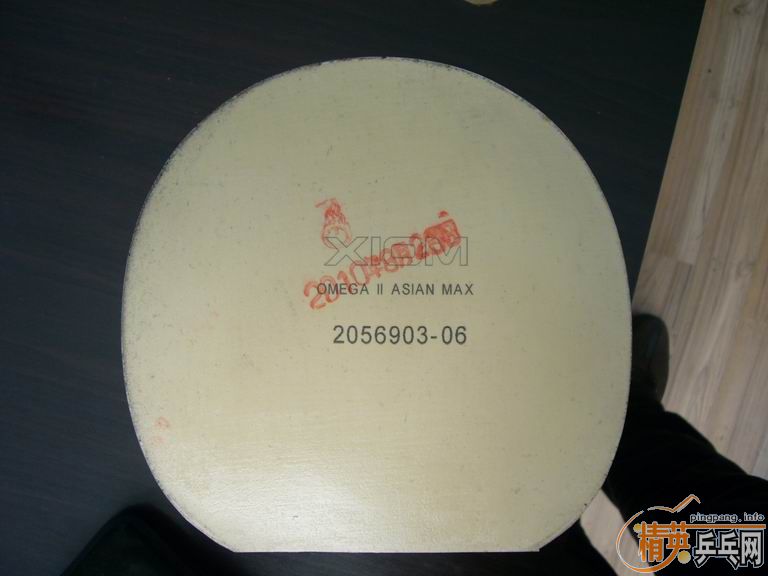 XIOM
OMEGA II ASIAN MAX
2056903-06
pingpang.info
精英乒乓网